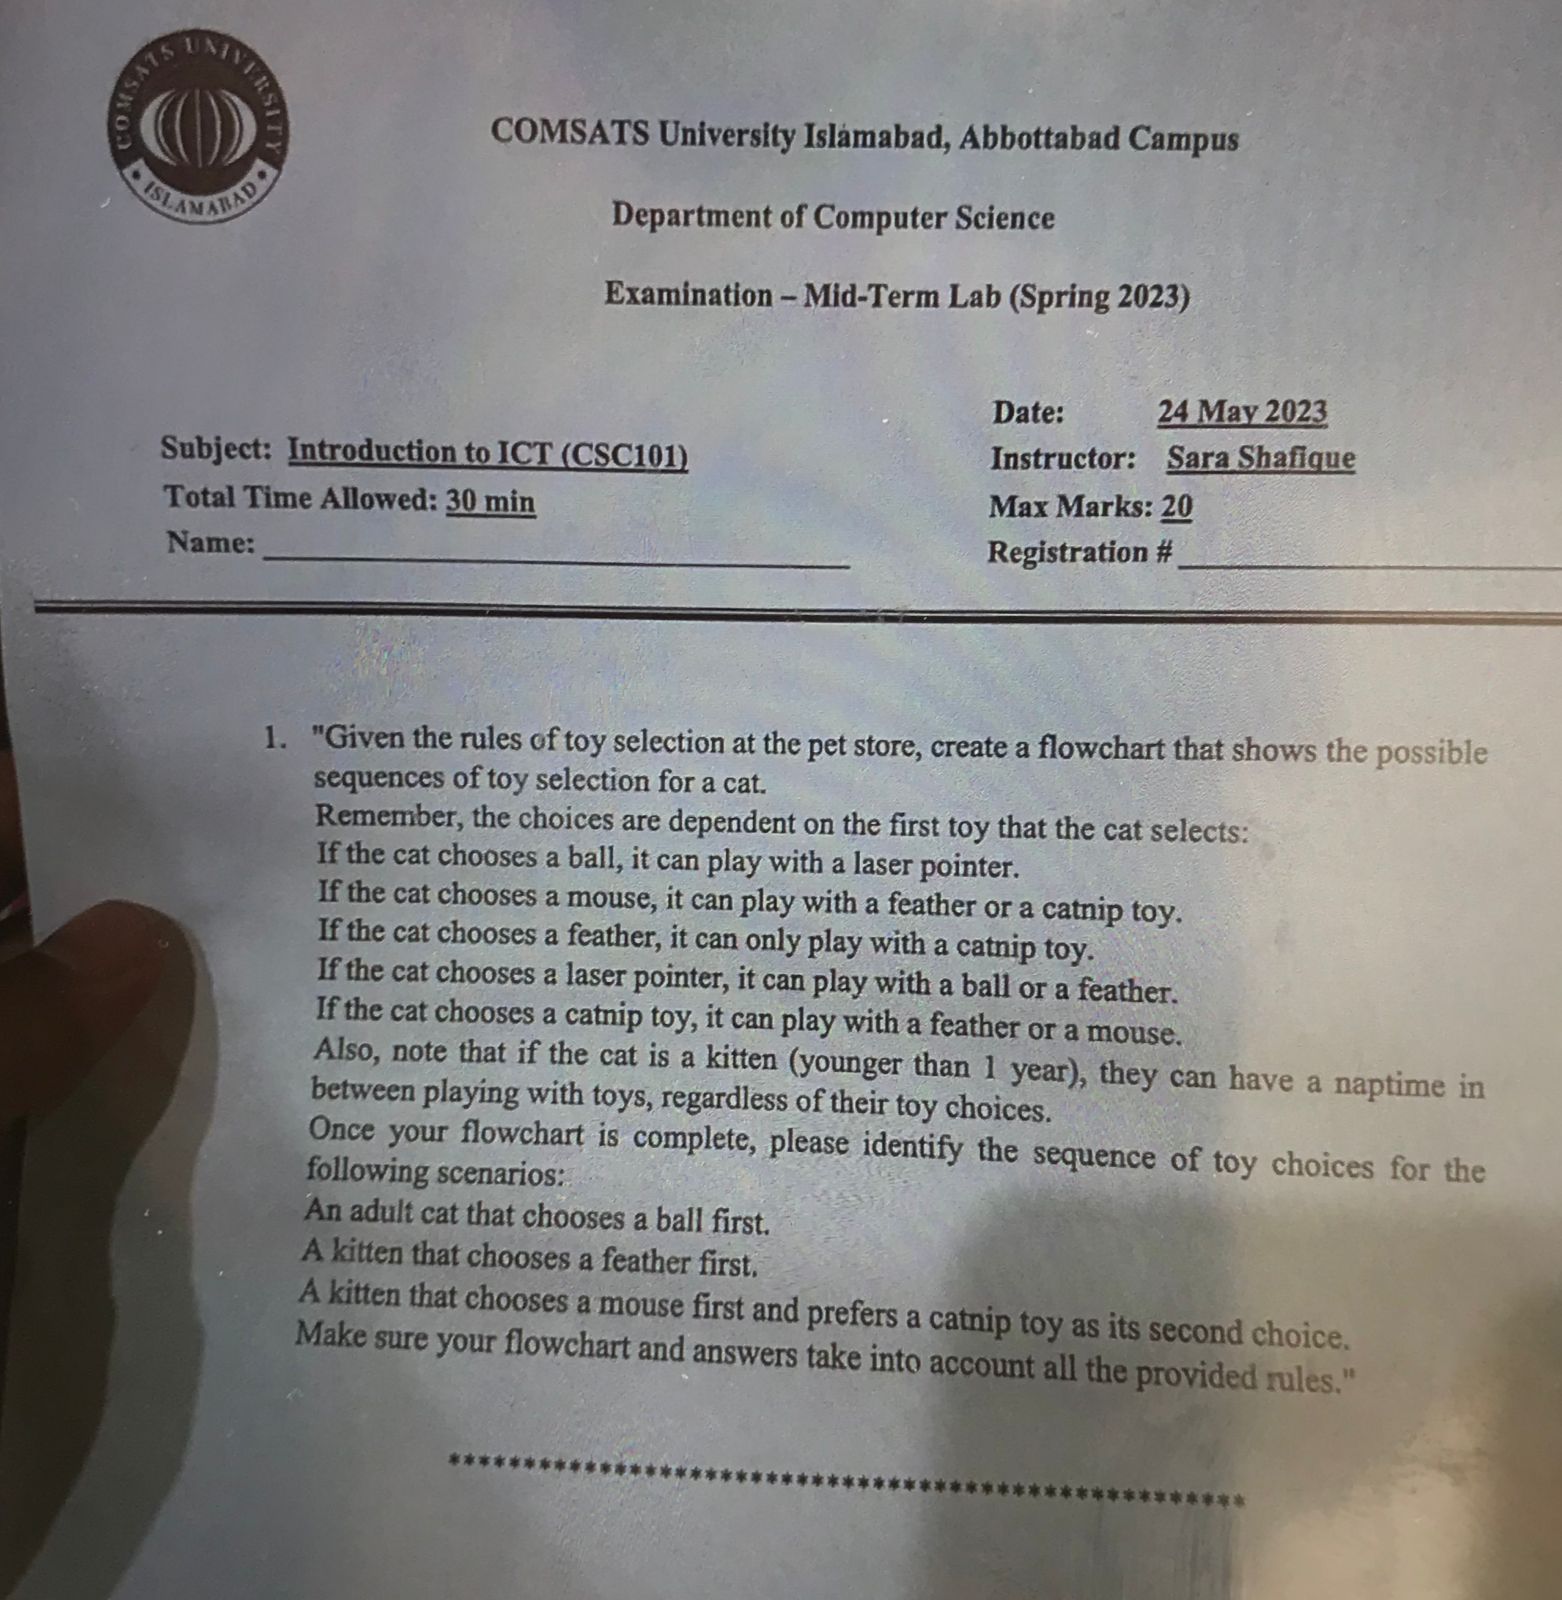 COMSATS UNIVERSITY
ISLAMABAD
COMSATS University Islamabad, Abbottabad Campus
Department of Computer Science
Examination – Mid-Term Lab (Spring 2023)
Date: 24 May 2023
Subject: Introduction to ICT (CSC101)
Instructor: Sara Shafique
Total Time Allowed: 30 min
Max Marks: 20
Name:
Registration #
1. "Given the rules of toy selection at the pet store, create a flowchart that shows the possible
sequences of toy selection for a cat.
Remember, the choices are dependent on the first toy that the cat selects:
If the cat chooses a ball, it can play with a laser pointer.
If the cat chooses a mouse, it can play with a feather or a catnip toy.
If the cat chooses a feather, it can only play with a catnip toy.
If the cat chooses a laser pointer, it can play with a ball or a feather.
If the cat chooses a catnip toy, it can play with a feather or a mouse.
Also, note that if the cat is a kitten (younger than 1 year), they can have a naptime in
between playing with toys, regardless of their toy choices.
Once your flowchart is complete, please identify the sequence of toy choices for the
following scenarios:
An adult cat that chooses a ball first.
A kitten that chooses a feather first.
A kitten that chooses a mouse first and prefers a catnip toy as its second choice.
Make sure your flowchart and answers take into account all the provided rules."
*****************************************************